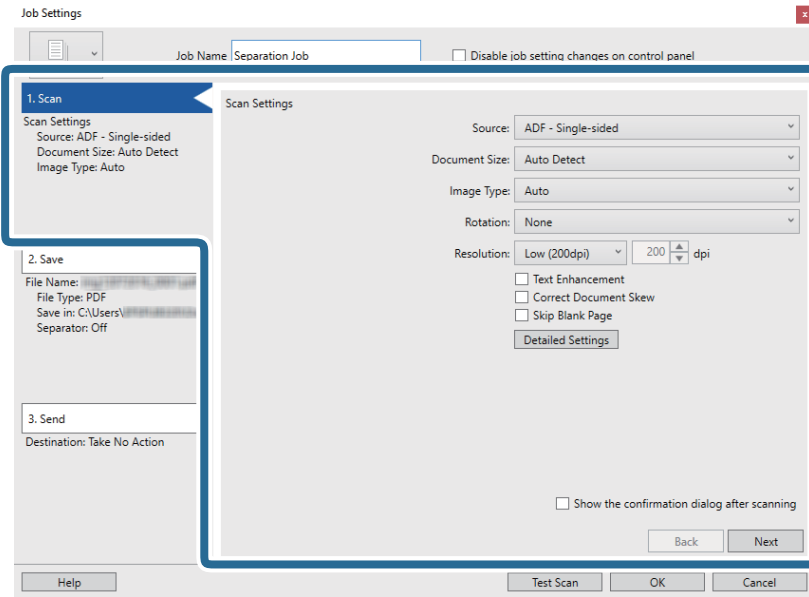 Job Settings
x
Job Name Separation Job Disable job setting changes on control panel
1. Scan
Scan Settings
Source: ADF - Single-sided
Document Size: Auto Detect
Image Type: Auto
2. Save
File Name:
File Type: PDF
Save in: C:\Users\
Separator: Off
3. Send
Destination: Take No Action
Scan Settings
Source: ADF - Single-sided
Document Size: Auto Detect
Image Type: Auto
Rotation: None
Resolution: Low (200dpi) 200 dpi
Text Enhancement
Correct Document Skew
Skip Blank Page
Detailed Settings
Show the confirmation dialog after scanning
Back Next
Help Test Scan OK Cancel